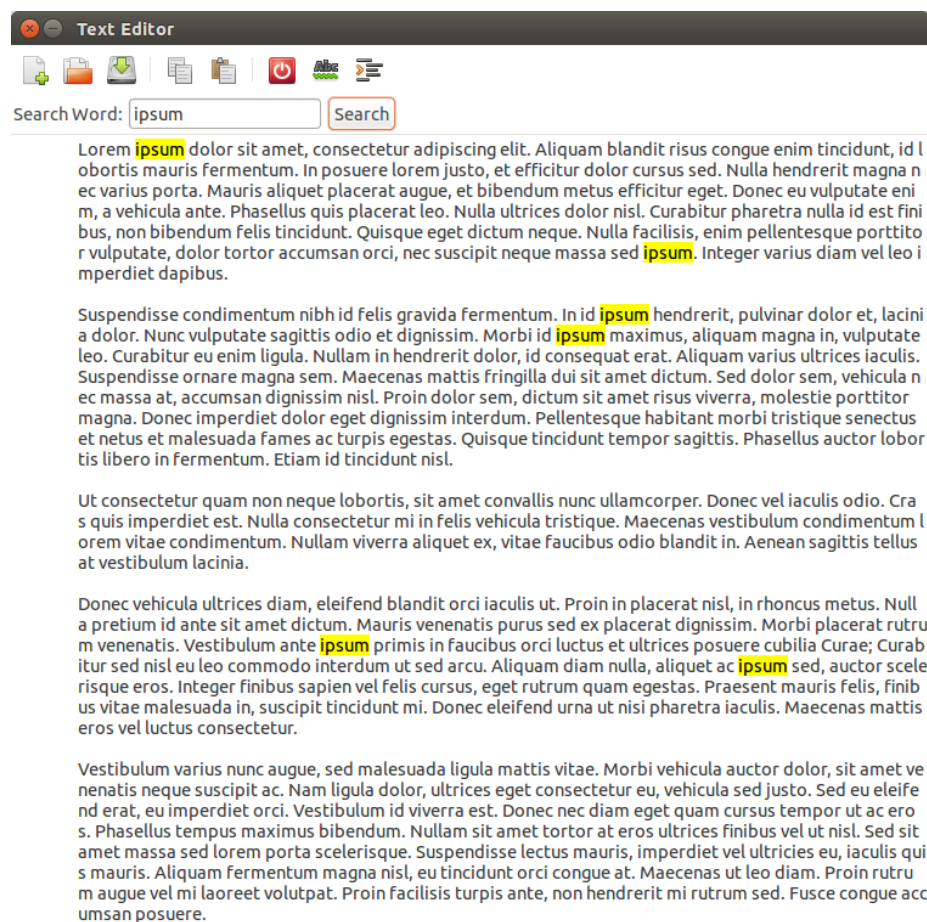 Text Editor
Abc
Search Word: ipsum Search
Lorem ipsum dolor sit amet, consectetur adipiscing elit. Aliquam blandit risus congue enim tincidunt, id l
obortis mauris fermentum. In posuere lorem justo, et efficitur dolor cursus sed. Nulla hendrerit magna n
ec varius porta. Mauris aliquet placerat augue, et bibendum metus efficitur eget. Donec eu vulputate eni
m, a vehicula ante. Phasellus quis placerat leo. Nulla ultrices dolor nisl. Curabitur pharetra nulla id est fini
bus, non bibendum felis tincidunt. Quisque eget dictum neque. Nulla facilisis, enim pellentesque porttito
r vulputate, dolor tortor accumsan orci, nec suscipit neque massa sed ipsum. Integer varius diam vel leo i
mperdiet dapibus.
Suspendisse condimentum nibh id felis gravida fermentum. In id ipsum hendrerit, pulvinar dolor et, lacini
a dolor. Nunc vulputate sagittis odio et dignissim. Morbi id ipsum maximus, aliquam magna in, vulputate
leo. Curabitur eu enim ligula. Nullam in hendrerit dolor, id consequat erat. Aliquam varius ultrices iaculis.
Suspendisse ornare magna sem. Maecenas mattis fringilla dui sit amet dictum. Sed dolor sem, vehicula n
ec massa at, accumsan dignissim nisl. Proin dolor sem, dictum sit amet risus viverra, molestie porttitor
magna. Donec imperdiet dolor eget dignissim interdum. Pellentesque habitant morbi tristique senectus
et netus et malesuada fames ac turpis egestas. Quisque tincidunt tempor sagittis. Phasellus auctor lobor
tis libero in fermentum. Etiam id tincidunt nisl.
Ut consectetur quam non neque lobortis, sit amet convallis nunc ullamcorper. Donec vel iaculis odio. Cra
s quis imperdiet est. Nulla consectetur mi in felis vehicula tristique. Maecenas vestibulum condimentum l
orem vitae condimentum. Nullam viverra aliquet ex, vitae faucibus odio blandit in. Aenean sagittis tellus
at vestibulum lacinia.
Donec vehicula ultrices diam, eleifend blandit orci iaculis ut. Proin in placerat nisl, in rhoncus metus. Null
a pretium id ante sit amet dictum. Mauris venenatis purus sed ex placerat dignissim. Morbi placerat rutru
m venenatis. Vestibulum ante ipsum primis in faucibus orci luctus et ultrices posuere cubilia Curae; Curab
itur sed nisl eu leo commodo interdum ut sed arcu. Aliquam diam nulla, aliquet ac ipsum sed, auctor scele
risque eros. Integer finibus sapien vel felis cursus, eget rutrum quam egestas. Praesent mauris felis, finib
us vitae malesuada in, suscipit tincidunt mi. Donec eleifend urna ut nisi pharetra iaculis. Maecenas mattis
eros vel luctus consectetur.
Vestibulum varius nunc augue, sed malesuada ligula mattis vitae. Morbi vehicula auctor dolor, sit amet ve
nenatis neque suscipit ac. Nam ligula dolor, ultrices eget consectetur eu, vehicula sed justo. Sed eu eleife
nd erat, eu imperdiet orci. Vestibulum id viverra est. Donec nec diam eget quam cursus tempor ut ac ero
s. Phasellus tempus maximus bibendum. Nullam sit amet tortor at eros ultrices finibus vel ut nisl. Sed sit
amet massa sed lorem porta scelerisque. Suspendisse lectus mauris, imperdiet vel ultricies eu, iaculis qui
s mauris. Aliquam fermentum magna nisl, eu tincidunt orci congue at. Maecenas ut leo diam. Proin rutru
m augue vel mi laoreet volutpat. Proin facilisis turpis ante, non hendrerit mi rutrum sed. Fusce congue acc
umsan posuere.